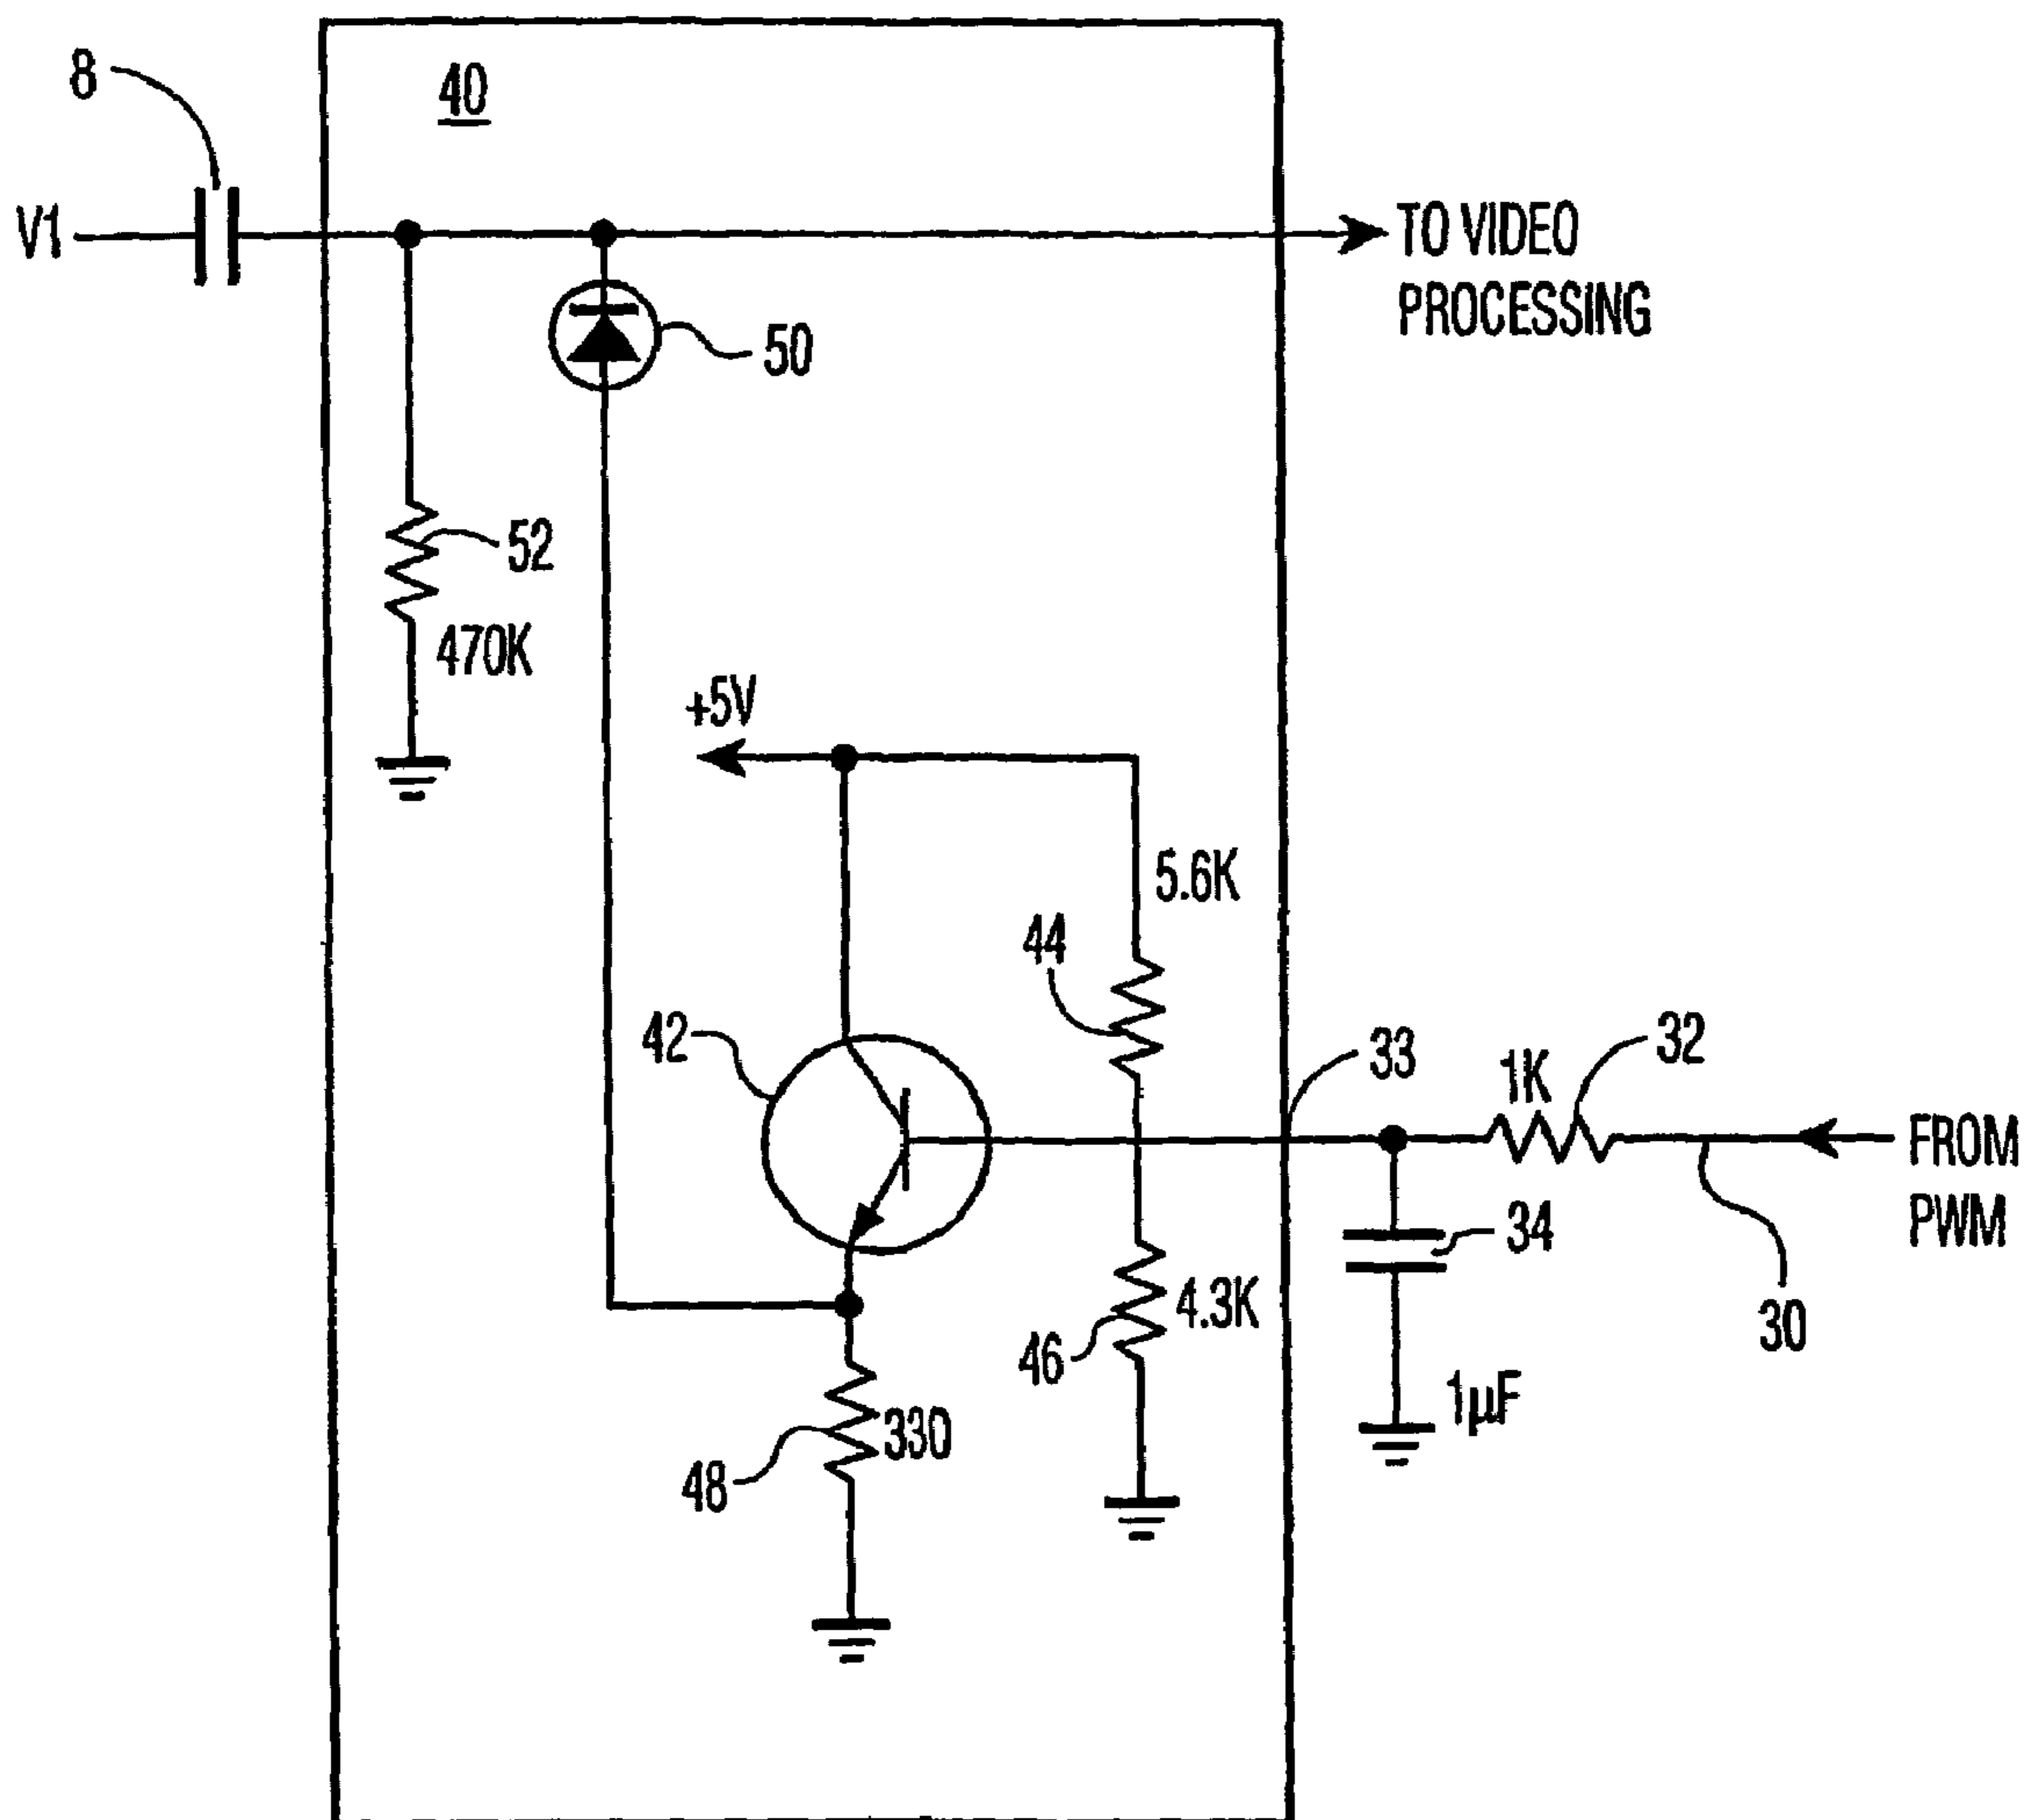 8
40
V1
TO VIDEO
PROCESSING
50
52
470K
+5V
5.6K
44
42
33
1K
32
FROM
PWM
34
30
46
4.3K
1µF
48
330